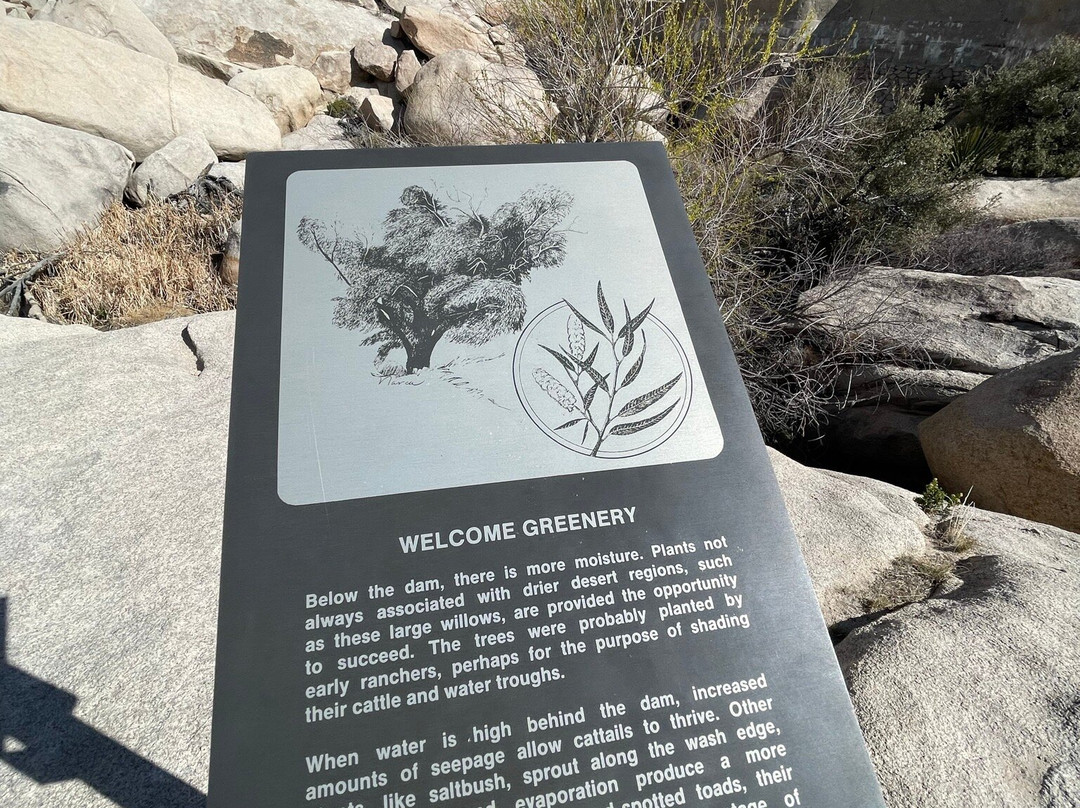 WELCOME GREENERY
Below the dam, there is more moisture. Plants not
always associated with drier desert regions, such
as these large willows, are provided the opportunity
to succeed. The trees were probably planted by
early ranchers, perhaps for the purpose of shading
their cattle and water troughs.
When water is high behind the dam, increased
amounts of seepage allow cattails to thrive. Other
like saltbush, sprout along the wash edge,
evaporation produce a more
spotted toads, their
of